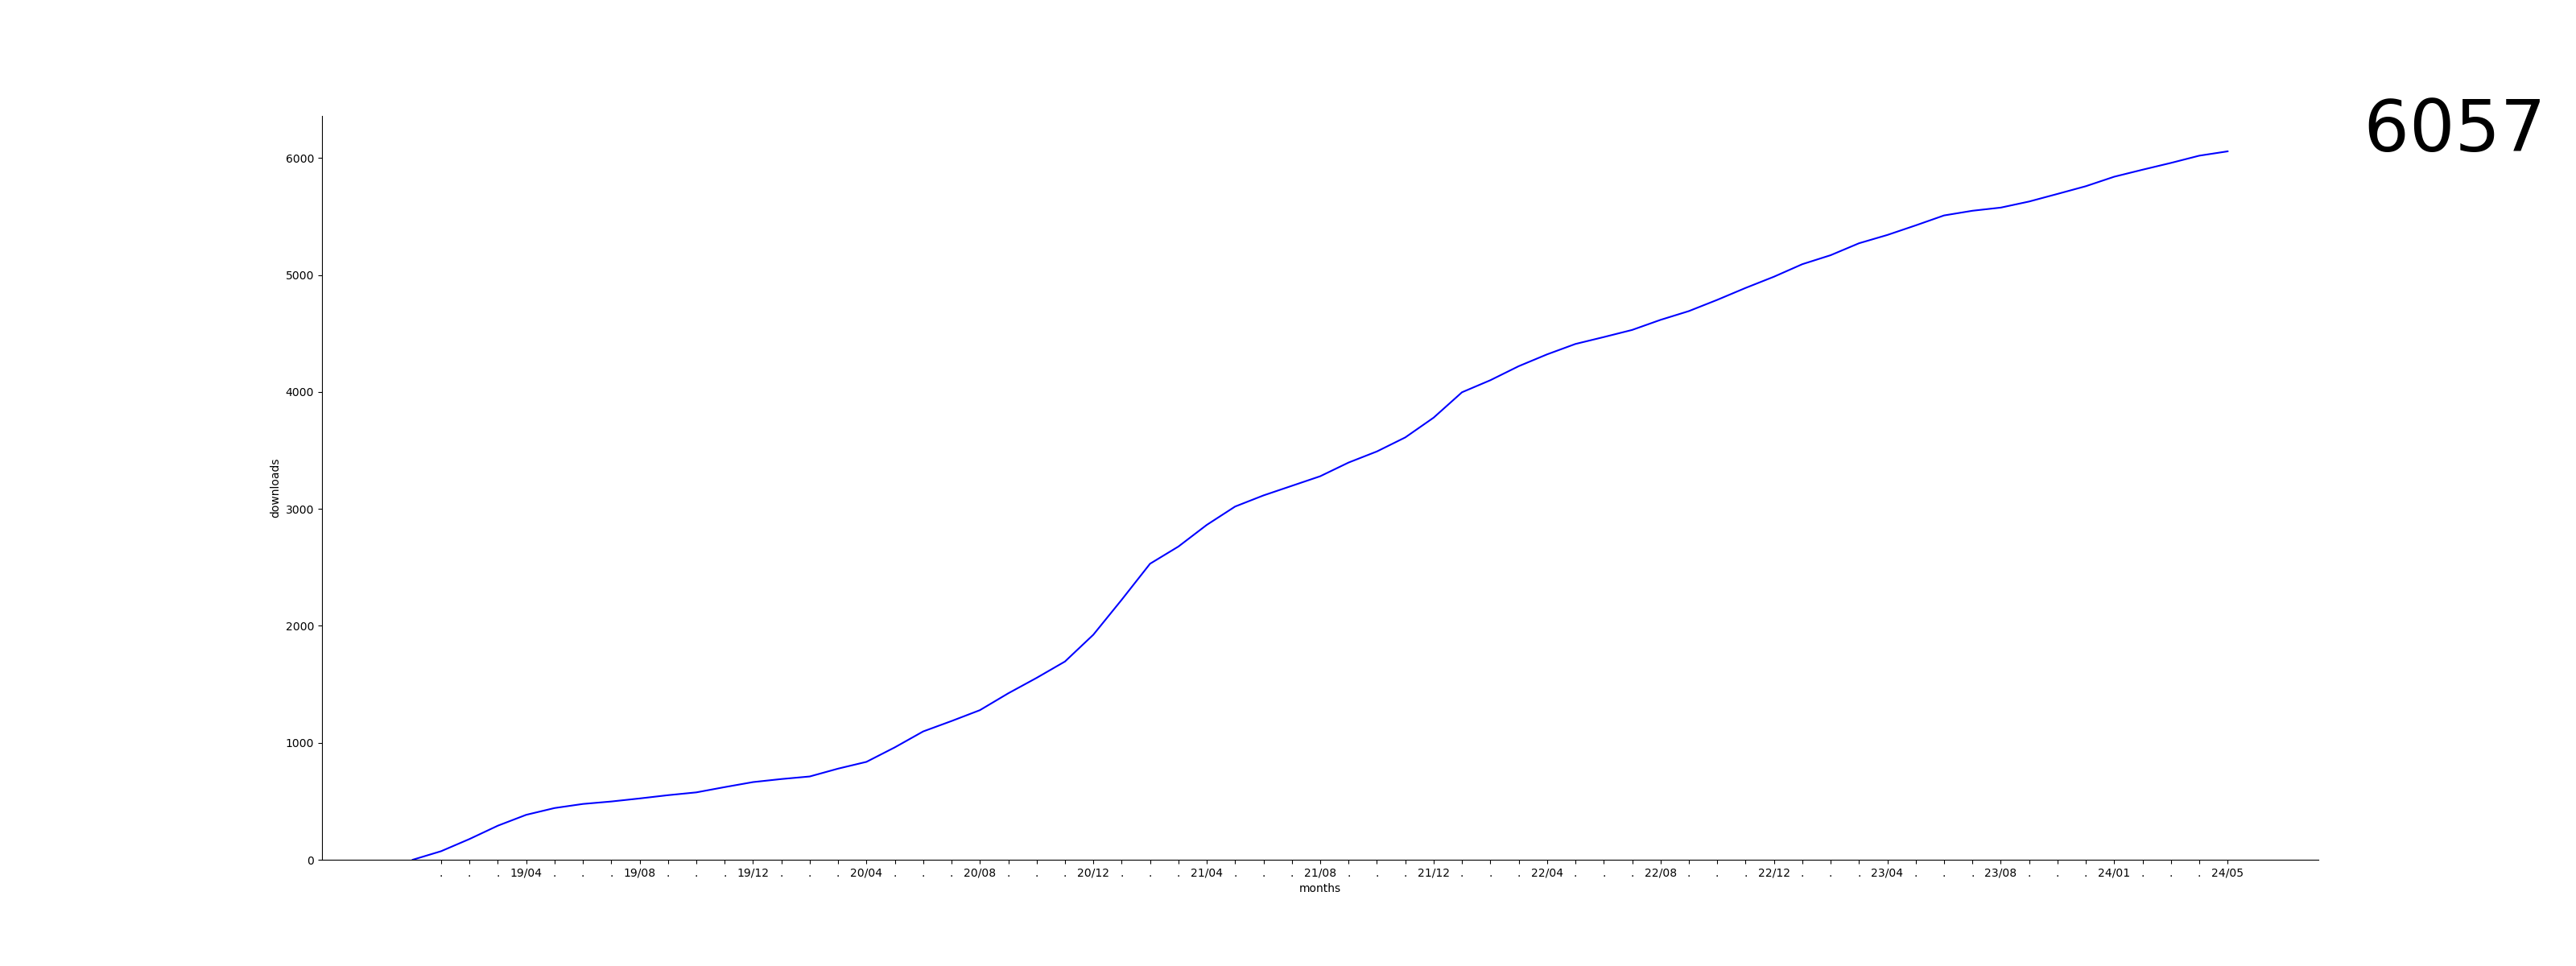 6057
6000
5000
4000
3000
2000
1000
0
downloads
. . . 19/04 . . . 19/08 . . . 19/12 . . . 20/04 . . . 20/08 . . . 20/12 . . . 21/04 . . . 21/08 . . . 21/12 . . . 22/04 . . . 22/08 . . . 22/12 . . . 23/04 . . . 23/08 . . . 24/01 . . . 24/05
months